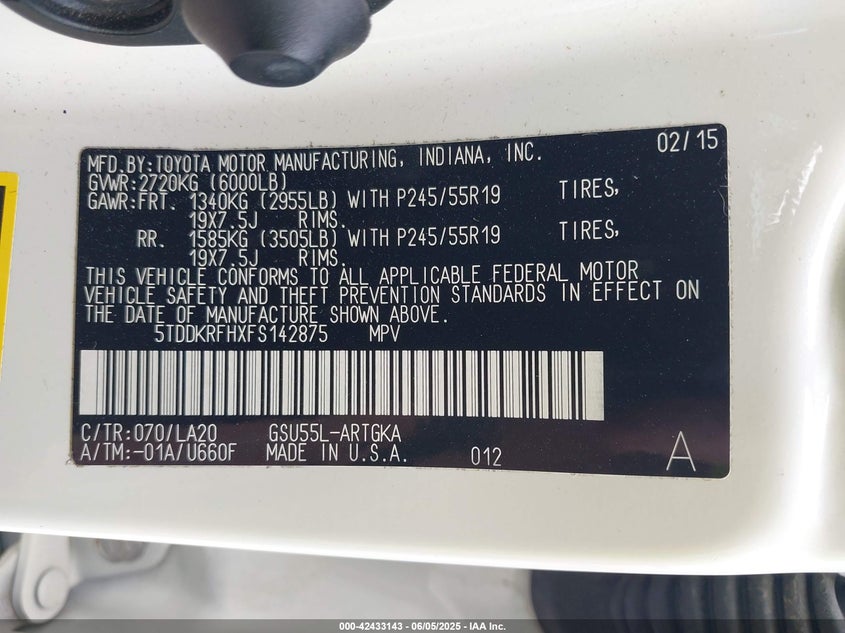 02/15
MFD.BY:TOYOTA MOTOR MANUFACTURING, INDIANA, INC.
GVWR:2720KG (6000LB)
GAWR:FRT. 1340KG (2955LB) WITH P245/55R19 TIRES,
19X7.5J RIMS.
RR. 1585KG (3505LB) WITH P245/55R19 TIRES,
19X7.5J RIMS.
THIS VEHICLE CONFORMS TO ALL APPLICABLE FEDERAL MOTOR
VEHICLE SAFETY AND THEFT PREVENTION STANDARDS IN EFFECT ON
THE DATE OF MANUFACTURE SHOWN ABOVE.
5TDDKRFHXFS142875 MPV
C/TR:070/LA20 GSU55L-ARTGKA
A/TM:-01A/U660F MADE IN U.S.A. 012 A
000-42433143 - 06/05/2025 - IAA Inc.